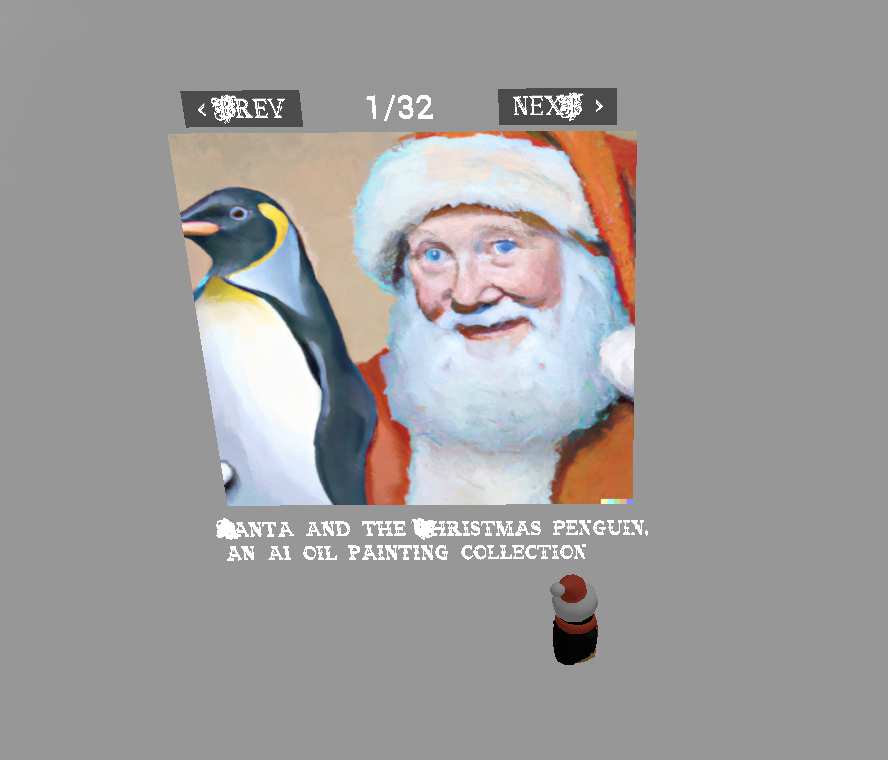 < PREV 1/32 NEXT >
SANTA AND THE CHRISTMAS PENGUIN,
AN AI OIL PAINTING COLLECTION